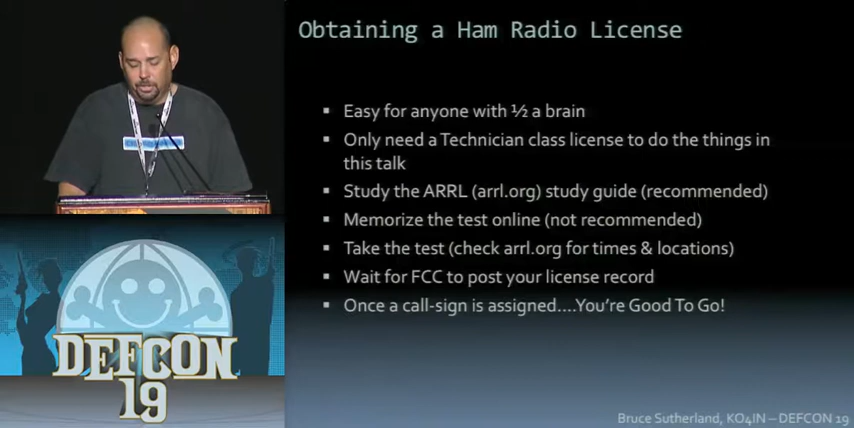 Obtaining a Ham Radio License
▪ Easy for anyone with ½ a brain
▪ Only need a Technician class license to do the things in
this talk
▪ Study the ARRL (arrl.org) study guide (recommended)
▪ Memorize the test online (not recommended)
▪ Take the test (check arrl.org for times & locations)
▪ Wait for FCC to post your license record
▪ Once a call-sign is assigned....You're Good To Go!
DEFCON
19
Bruce Sutherland, KO4IN – DEFCON 19